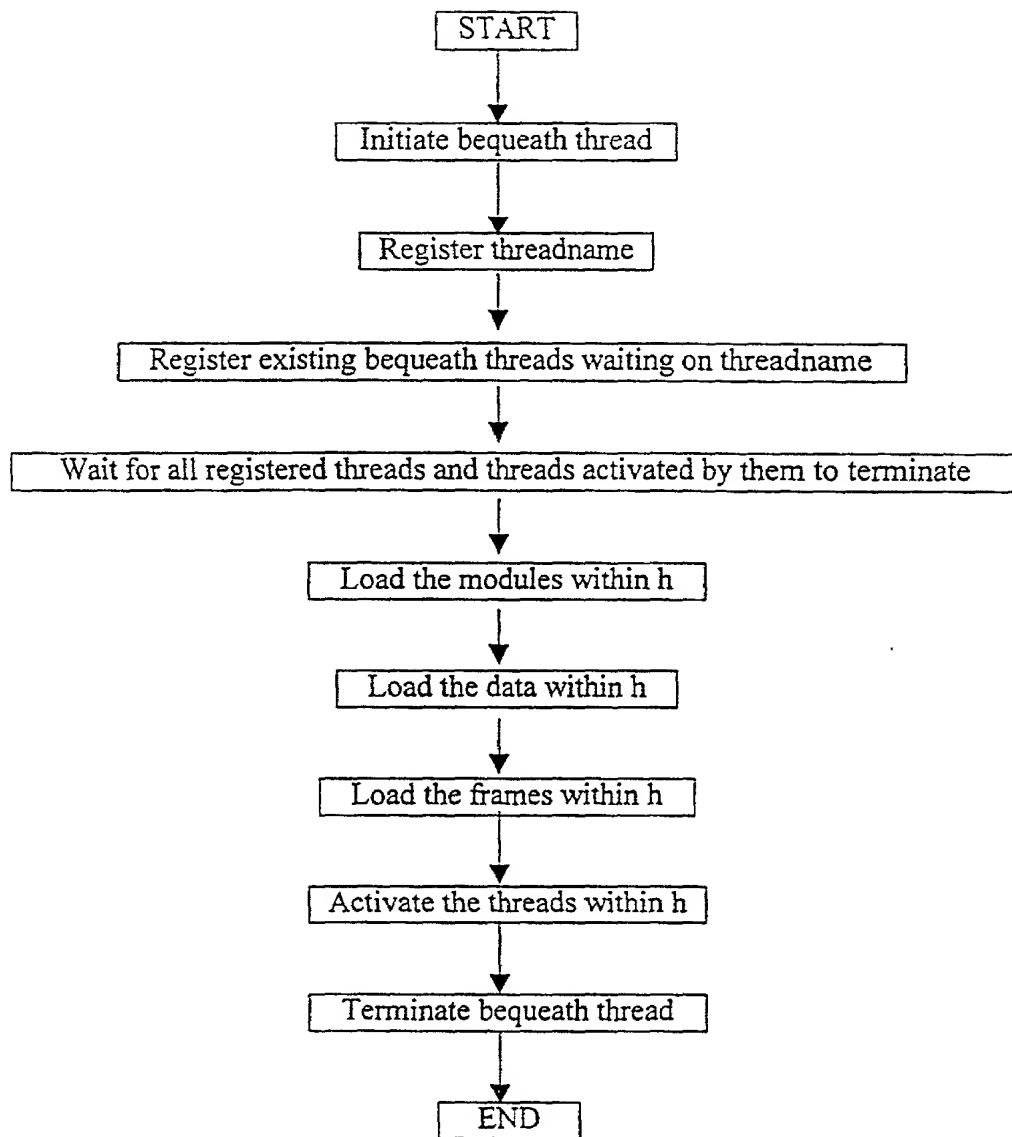 START
Initiate bequeath thread
Register threadname
Register existing bequeath threads waiting on threadname
Wait for all registered threads and threads activated by them to terminate
Load the modules within h
Load the data within h
Load the frames within h
Activate the threads within h
Terminate bequeath thread
END